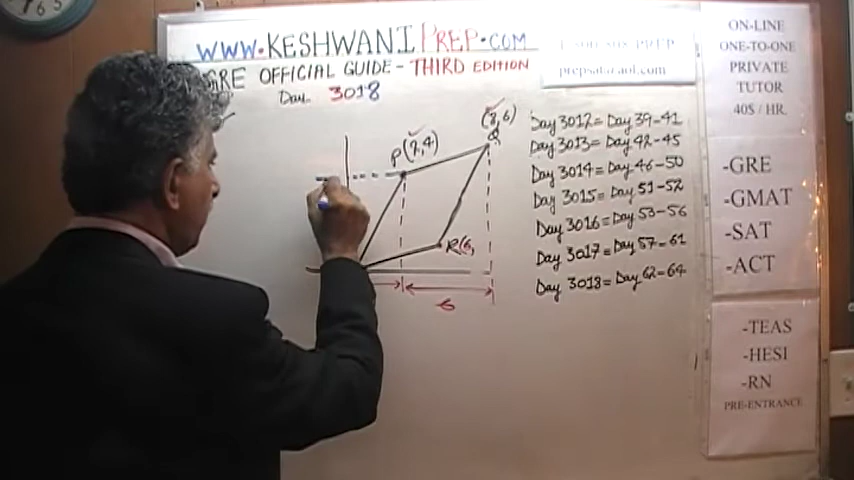 WWW.KESHWANIPREP.COM
GRE OFFICIAL GUIDE - THIRD EDITION
Day 3018
prepsat@aol.com
P(2,4)
(8,6)
Q
R(6,
6
Day 3012 = Day 39-41
Day 3013 = Day 42-45
Day 3014 = Day 46-50
Day 3015 = Day 51-52
Day 3016 = Day 53-56
Day 3017 = Day 57-61
Day 3018 = Day 62-64
ON-LINE
ONE-TO-ONE
PRIVATE
TUTOR
40$ / HR.
-GRE
-GMAT
-SAT
-ACT
-TEAS
-HESI
-RN
PRE-ENTRANCE